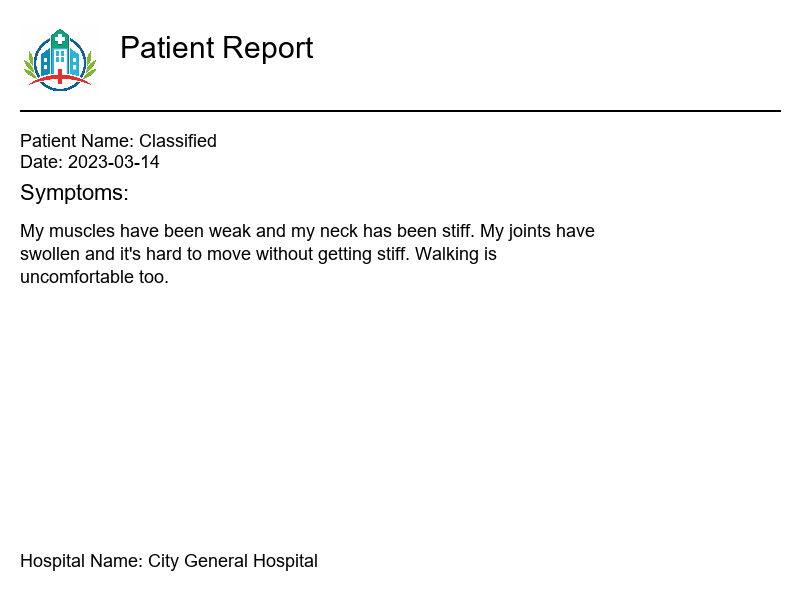 Patient Report
Patient Name: Classified
Date: 2023-03-14
Symptoms:
My muscles have been weak and my neck has been stiff. My joints have
swollen and it's hard to move without getting stiff. Walking is
uncomfortable too.
Hospital Name: City General Hospital